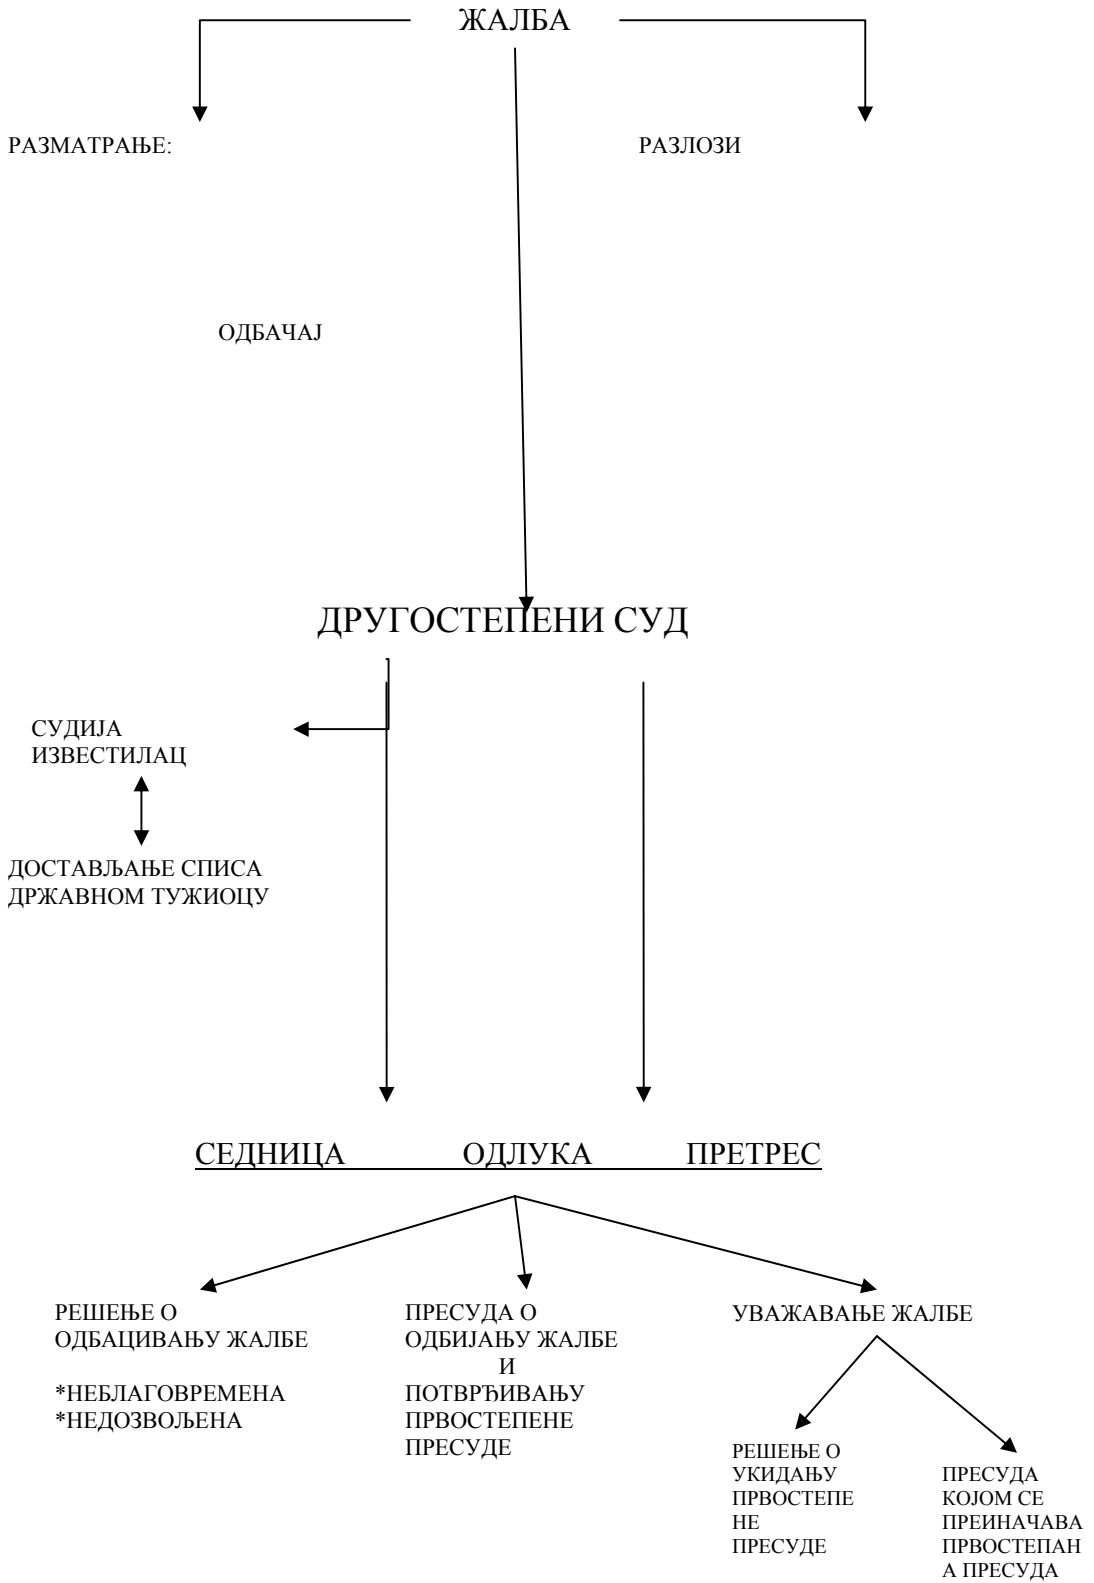 ЖАЛБА
РАЗМАТРАЊЕ:
РАЗЛОЗИ
ОДБАЧАЈ
ДРУГОСТЕПЕНИ СУД
СУДИЈА
ИЗВЕСТИЛАЦ
ДОСТАВЉАЊЕ СПИСА
ДРЖАВНОМ ТУЖИОЦУ
СЕДНИЦА ОДЛУКА ПРЕТРЕС
РЕШЕЊЕ О
ОДБАЦИВАЊУ ЖАЛБЕ
*НЕБЛАГОВРЕМЕНА
*НЕДОЗВОЉЕНА
ПРЕСУДА О
ОДБИЈАЊУ ЖАЛБЕ
И
ПОТВРЂИВАЊУ
ПРВОСТЕПЕНЕ
ПРЕСУДЕ
УВАЖАВАЊЕ ЖАЛБЕ
РЕШЕЊЕ О
УКИДАЊУ
ПРВОСТЕПЕ
НЕ
ПРЕСУДЕ
ПРЕСУДА
КОЈОМ СЕ
ПРЕИНАЧАВА
ПРВОСТЕПАН
А ПРЕСУДА